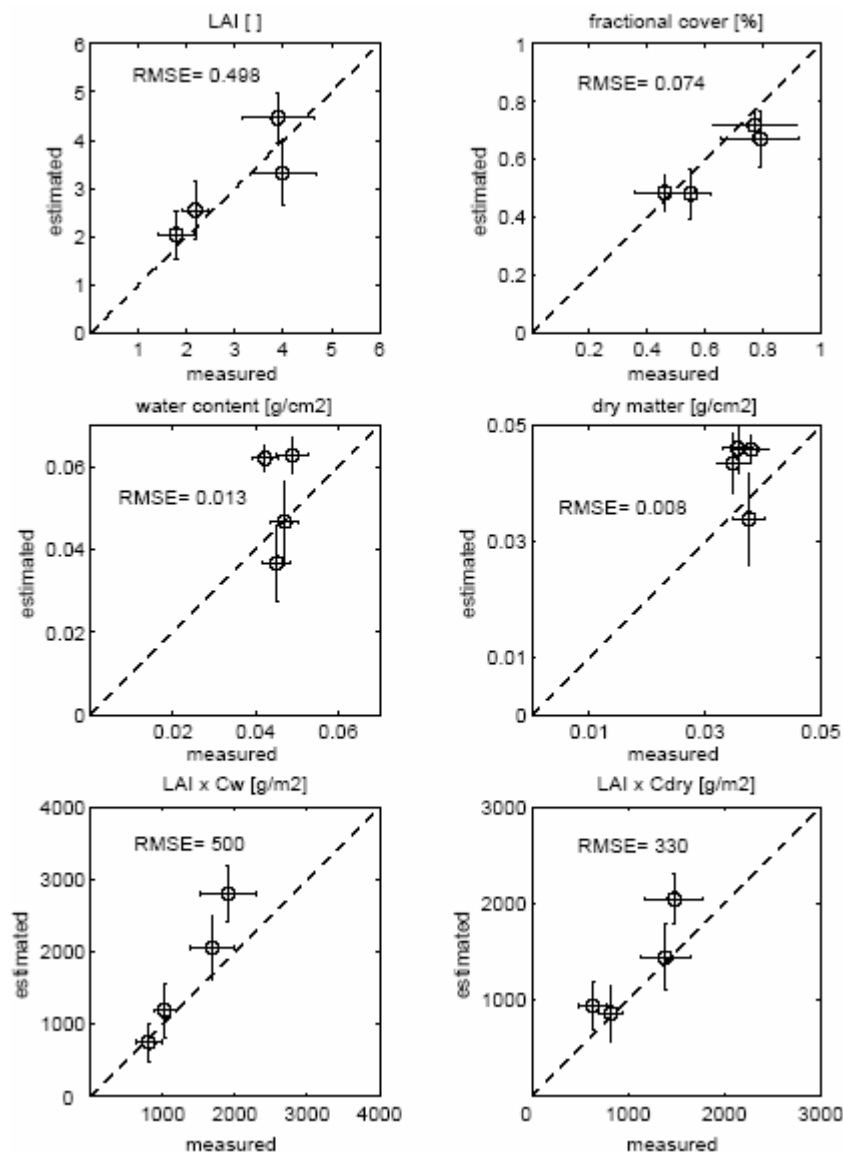 LAI [ ]
6
5
4
3
2
1
0
estimated
RMSE= 0.498
1 2 3 4 5 6
measured
fractional cover [%]
1
0.8
0.6
0.4
0.2
0
estimated
RMSE= 0.074
0.2 0.4 0.6 0.8 1
measured
water content [g/cm2]
0.06
0.04
0.02
0
estimated
RMSE= 0.013
0.02 0.04 0.06
measured
dry matter [g/cm2]
0.05
0.03
0.01
0
estimated
RMSE= 0.008
0.01 0.03 0.05
measured
LAI x Cw [g/m2]
4000
3000
2000
1000
0
estimated
RMSE= 500
1000 2000 3000 4000
measured
LAI x Cdry [g/m2]
3000
2000
1000
estimated
RMSE= 330
0 1000 2000 3000
measured